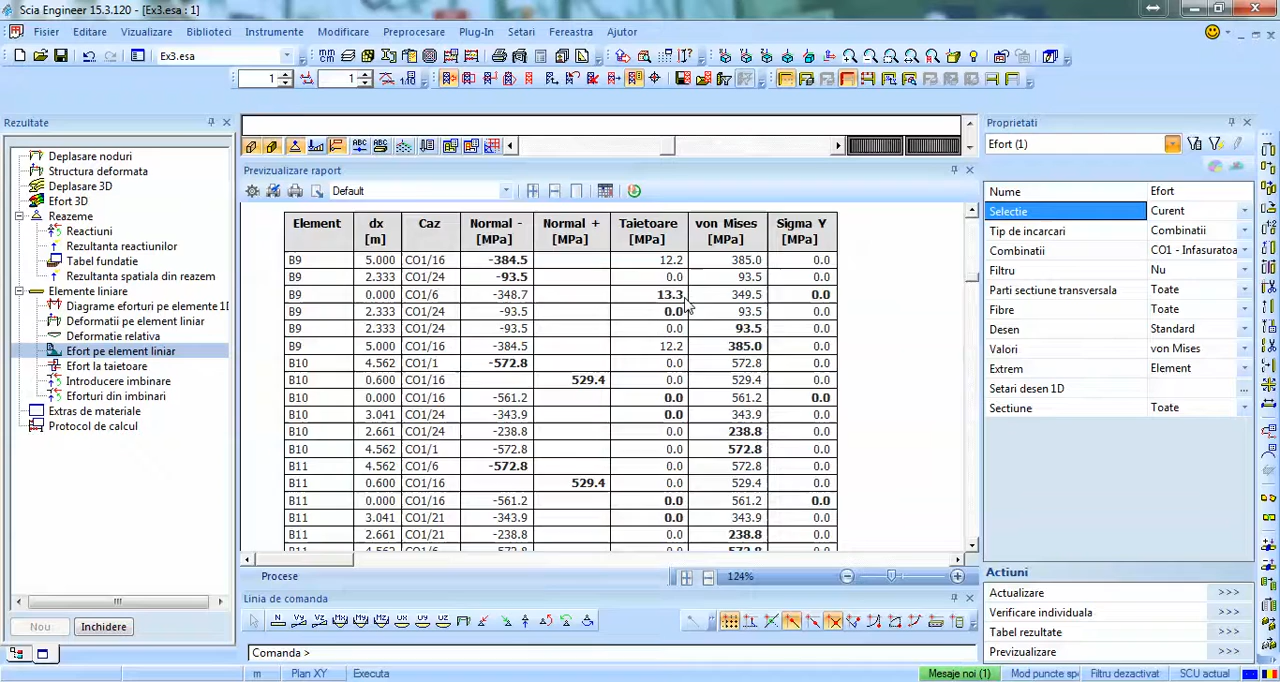 Scia Engineer 15.3.120 - [Ex3.esa : 1]
Fisier Editare Vizualizare Biblioteci Instrumente Modificare Preprocesare Plug-In Setari Fereastra Ajutor
Ex3.esa
1 1
Rezultate
Deplasare noduri
Structura deformata
Deplasare 3D
Efort 3D
Reazeme
Reactiuni
Rezultanta reactiunilor
Tabel fundatie
Rezultanta spatiala din reazem
Elemente liniare
Diagrame eforturi pe elemente 1D
Deformatii pe element liniar
Deformatie relativa
Efort pe element liniar
Efort la taietoare
Introducere imbinare
Eforturi din imbinari
Extras de materiale
Protocol de calcul
Nou Inchidere
Previzualizare raport
Default
Element dx [m] Caz Normal - [MPa] Normal + [MPa] Taietoare [MPa] von Mises [MPa] Sigma Y [MPa]
B9 5.000 CO1/16 -384.5 12.2 385.0 0.0
B9 2.333 CO1/24 -93.5 0.0 93.5 0.0
B9 0.000 CO1/6 -348.7 13.3 349.5 0.0
B9 2.333 CO1/24 -93.5 0.0 93.5 0.0
B9 2.333 CO1/24 -93.5 0.0 93.5 0.0
B9 5.000 CO1/16 -384.5 12.2 385.0 0.0
B10 4.562 CO1/1 -572.8 0.0 572.8 0.0
B10 0.600 CO1/16 529.4 0.0 529.4 0.0
B10 0.000 CO1/16 -561.2 0.0 561.2 0.0
B10 3.041 CO1/24 -343.9 0.0 343.9 0.0
B10 2.661 CO1/24 -238.8 0.0 238.8 0.0
B10 4.562 CO1/1 -572.8 0.0 572.8 0.0
B11 4.562 CO1/6 -572.8 0.0 572.8 0.0
B11 0.600 CO1/16 529.4 0.0 529.4 0.0
B11 0.000 CO1/16 -561.2 0.0 561.2 0.0
B11 3.041 CO1/21 -343.9 0.0 343.9 0.0
B11 2.661 CO1/21 -238.8 0.0 238.8 0.0
B11 4.562 CO1/6 -572.8 0.0 572.8 0.0
Procese 124%
Linia de comanda
Comanda >
Proprietati
Efort (1)
Nume Efort
Selectie Curent
Tip de incarcari Combinatii
Combinatii CO1 - Infasuratoa
Filtru Nu
Parti sectiune transversala Toate
Fibre Toate
Desen Standard
Valori von Mises
Extrem Element
Setari desen 1D ...
Sectiune Toate
Actiuni
Actualizare >>>
Verificare individuala >>>
Tabel rezultate >>>
Previzualizare >>>
m Plan XY Executa Mesaje noi (1) Mod puncte spe Filtru dezactivat SCU actual